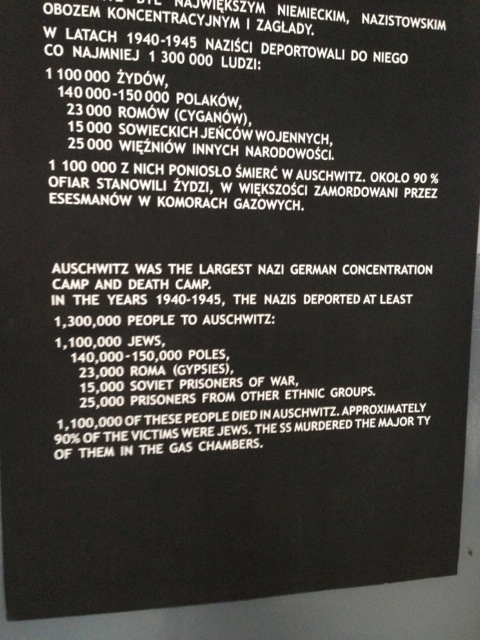 NAJWIĘKSZYM NIEMIECKIM, NAZISTOWSKIM
OBOZEM KONCENTRACYJNYM I ZAGŁADY.
W LATACH 1940-1945 NAZIŚCI DEPORTOWALI DO NIEGO
CO NAJMNIEJ 1 300 000 LUDZI:
1 100 000 ŻYDÓW,
140 000-150 000 POLAKÓW,
23 000 ROMÓW (CYGANÓW),
15 000 SOWIECKICH JEŃCÓW WOJENNYCH,
25 000 WIĘŹNIÓW INNYCH NARODOWOŚCI.
1 100 000 Z NICH PONIOSŁO ŚMIERĆ W AUSCHWITZ. OKOŁO 90 %
OFIAR STANOWILI ŻYDZI, W WIĘKSZOŚCI ZAMORDOWANI PRZEZ
ESESMANÓW W KOMORACH GAZOWYCH.
AUSCHWITZ WAS THE LARGEST NAZI GERMAN CONCENTRATION
CAMP AND DEATH CAMP.
IN THE YEARS 1940-1945, THE NAZIS DEPORTED AT LEAST
1,300,000 PEOPLE TO AUSCHWITZ:
1,100,000 JEWS,
140,000-150,000 POLES,
23,000 ROMA (GYPSIES),
15,000 SOVIET PRISONERS OF WAR,
25,000 PRISONERS FROM OTHER ETHNIC GROUPS.
1,100,000 OF THESE PEOPLE DIED IN AUSCHWITZ. APPROXIMATELY
90% OF THE VICTIMS WERE JEWS. THE SS MURDERED THE MAJOR TY
OF THEM IN THE GAS CHAMBERS.